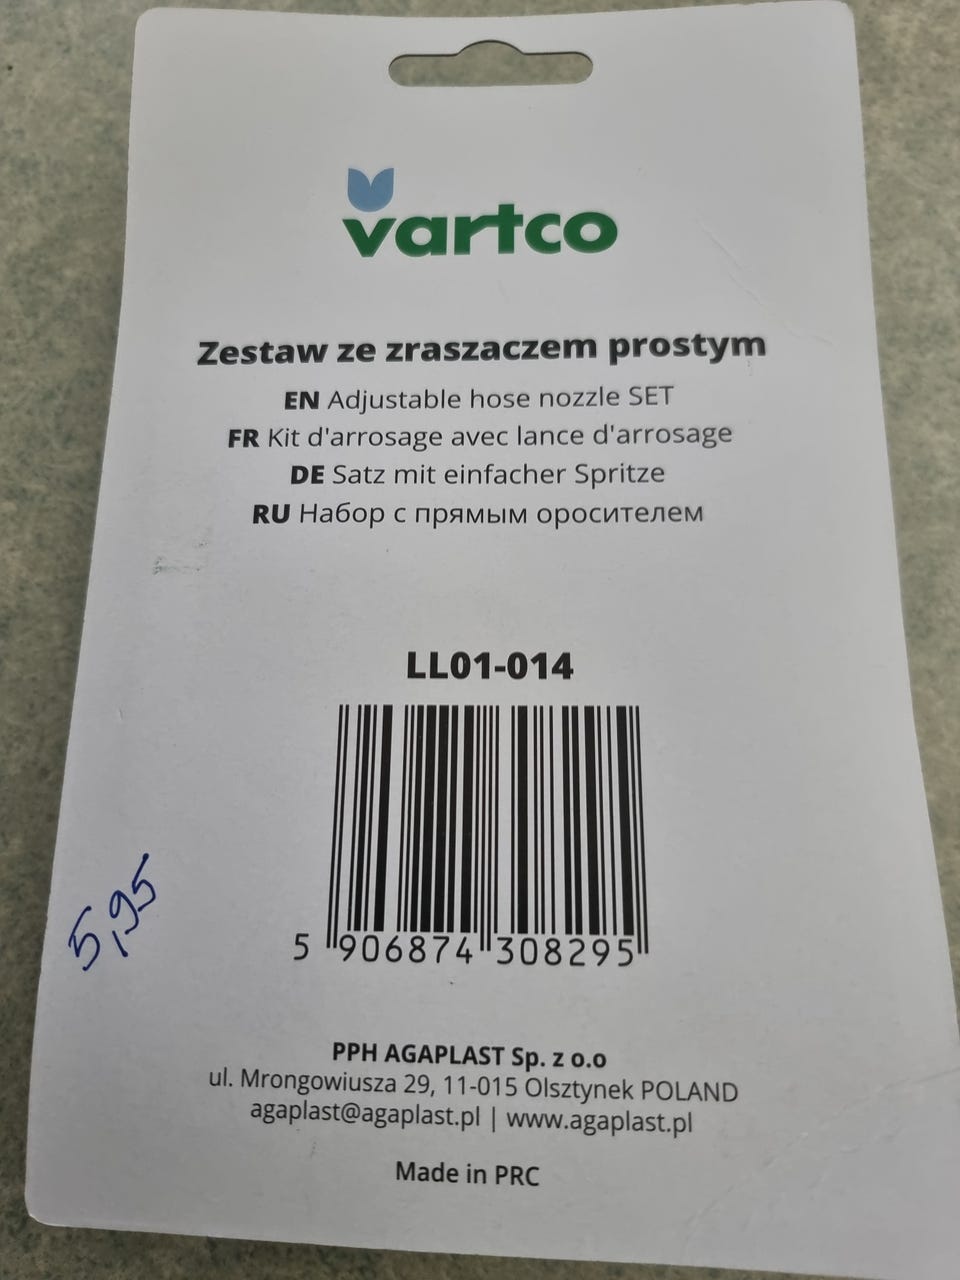 vartco
Zestaw ze zraszaczem prostym
EN Adjustable hose nozzle SET
FR Kit d'arrosage avec lance d'arrosage
DE Satz mit einfacher Spritze
RU Набор с прямым оросителем
LL01-014
5 906874 308295
5,95
PPH AGAPLAST Sp. z o.o
ul. Mrongowiusza 29, 11-015 Olsztynek POLAND
agaplast@agaplast.pl | www.agaplast.pl
Made in PRC